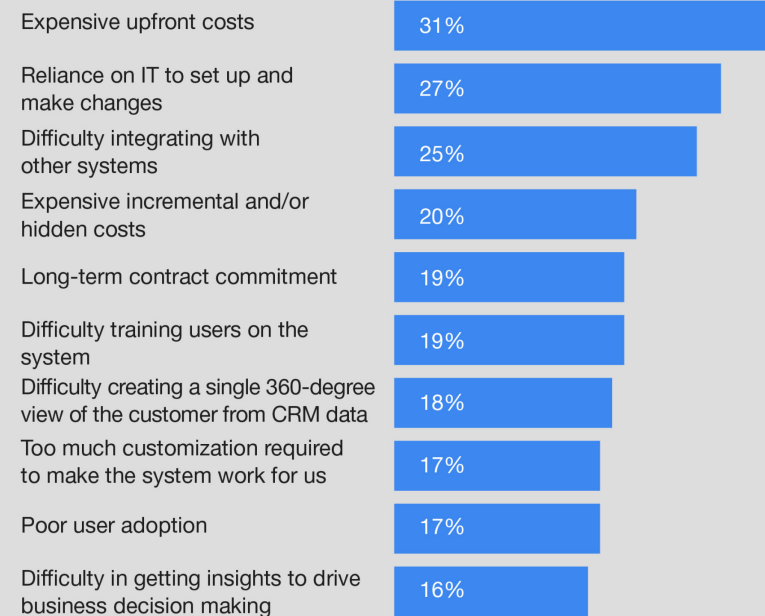 Expensive upfront costs
31%
Reliance on IT to set up and
make changes
27%
Difficulty integrating with
other systems
25%
Expensive incremental and/or
hidden costs
20%
Long-term contract commitment
19%
Difficulty training users on the
system
19%
Difficulty creating a single 360-degree
view of the customer from CRM data
18%
Too much customization required
to make the system work for us
17%
Poor user adoption
17%
Difficulty in getting insights to drive
business decision making
16%